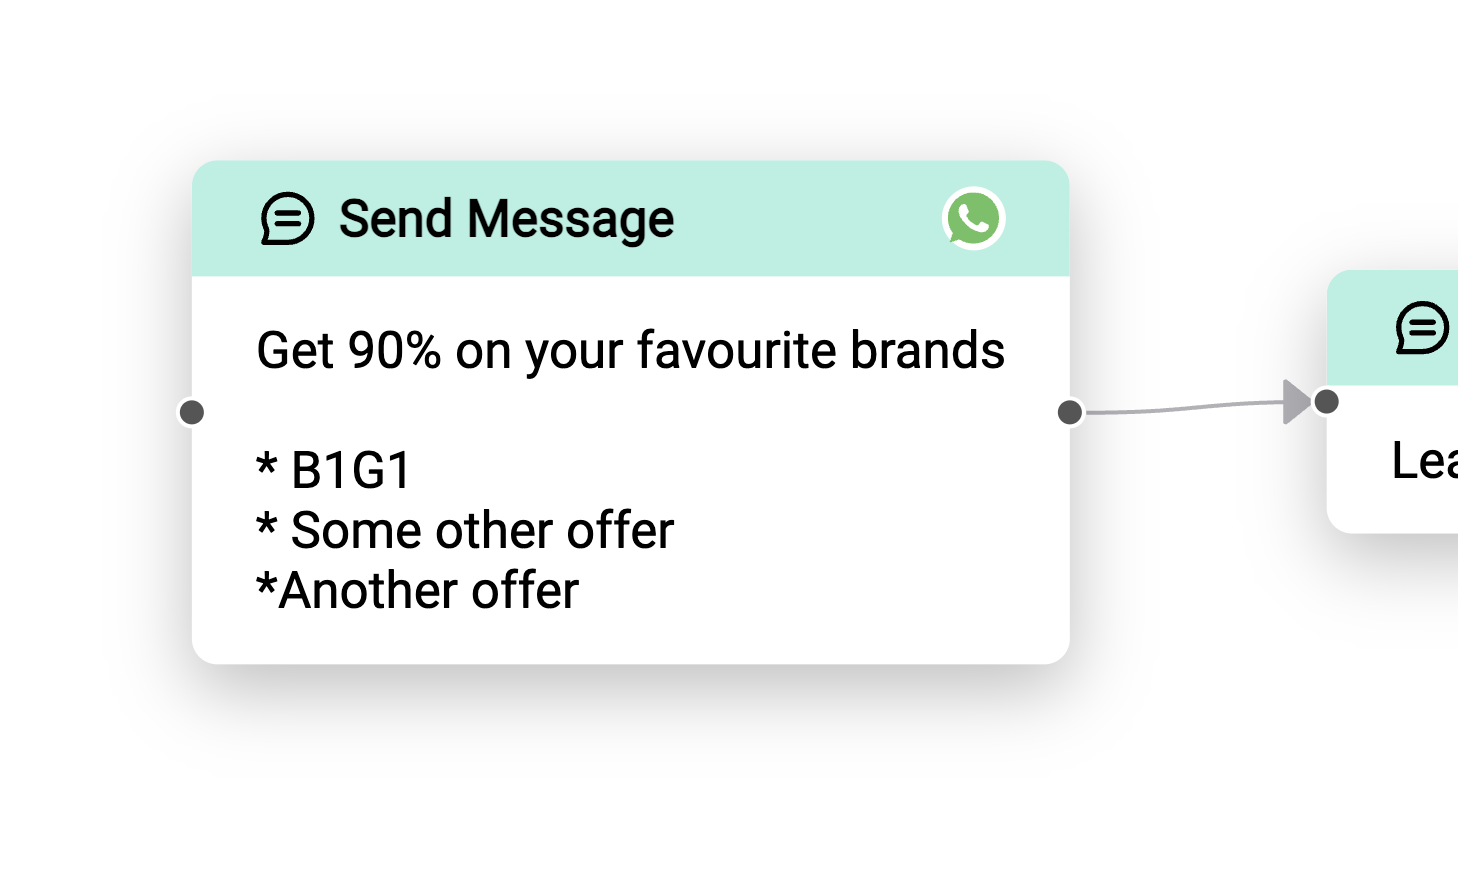 Send Message
Get 90% on your favourite brands
* B1G1
* Some other offer
*Another offer